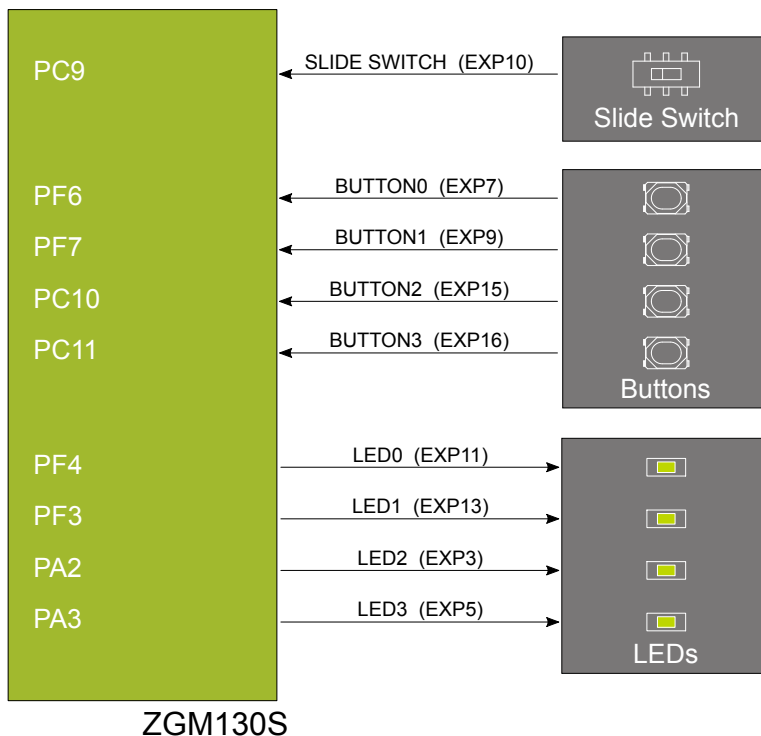 PC9
SLIDE SWITCH (EXP10)
Slide Switch
PF6
BUTTON0 (EXP7)
PF7
BUTTON1 (EXP9)
PC10
BUTTON2 (EXP15)
PC11
BUTTON3 (EXP16)
Buttons
PF4
LED0 (EXP11)
PF3
LED1 (EXP13)
PA2
LED2 (EXP3)
PA3
LED3 (EXP5)
LEDs
ZGM130S